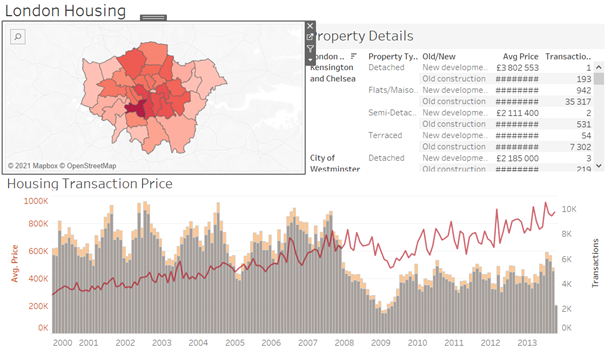 London Housing
Property Details
London .. Property Ty.. Old/New Avg Price Transactio..
Kensington and Chelsea Detached New developme.. £3 802 553 1
Old construction ######## 193
Flats/Maiso.. New developme.. ######## 942
Old construction ######## 35 317
Semi-Detac.. New developme.. £2 111 400 2
Old construction ######## 531
Terraced New developme.. ######## 54
Old construction ######## 7 302
City of Westminster Detached New developme.. £2 185 000 3
Old construction ######## 219
© 2021 Mapbox © OpenStreetMap
Housing Transaction Price
Avg. Price
1000K
800K
600K
400K
200K
0K
10K
8K
6K
4K
2K
0K
Transactions
2000 2001 2002 2003 2004 2005 2006 2007 2008 2009 2010 2011 2012 2013